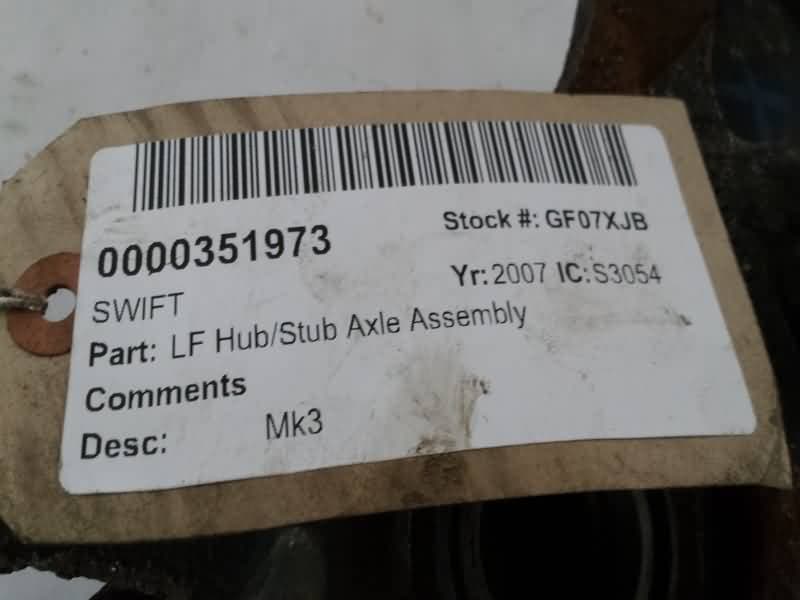 0000351973
Stock #: GF07XJB
SWIFT
Yr: 2007 IC: S3054
Part: LF Hub/Stub Axle Assembly
Comments
Desc: Mk3